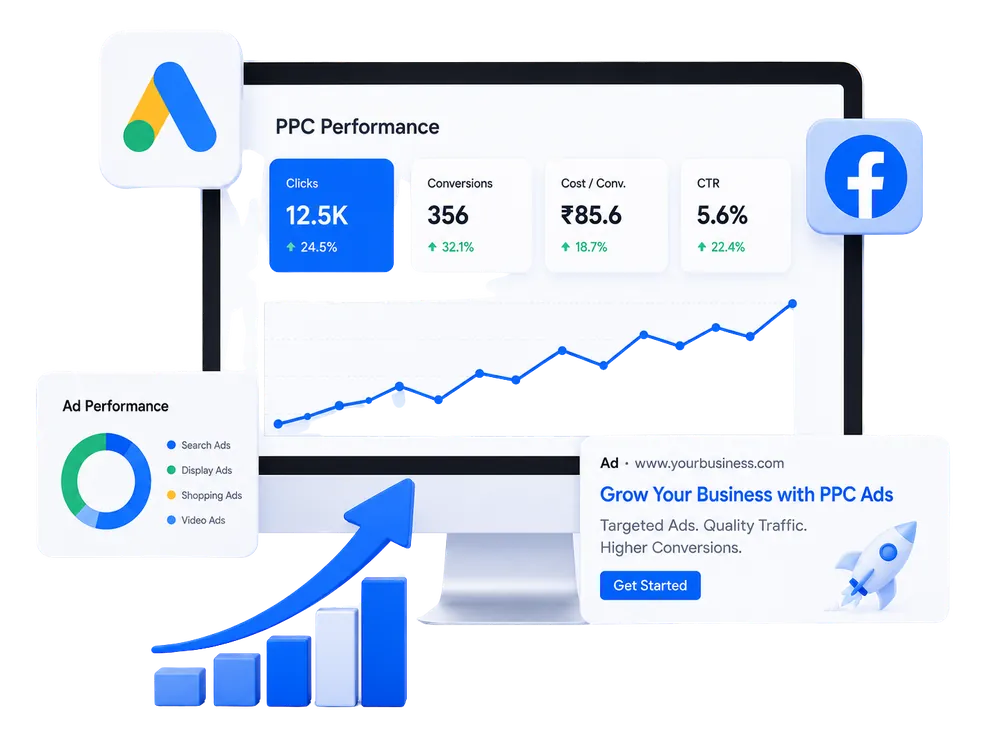 PPC Performance
Clicks
12.5K
24.5%
Conversions
356
32.1%
Cost / Conv.
₹85.6
18.7%
CTR
5.6%
22.4%
Ad Performance
Search Ads
Display Ads
Shopping Ads
Video Ads
Ad · www.yourbusiness.com
Grow Your Business with PPC Ads
Targeted Ads. Quality Traffic.
Higher Conversions.
Get Started